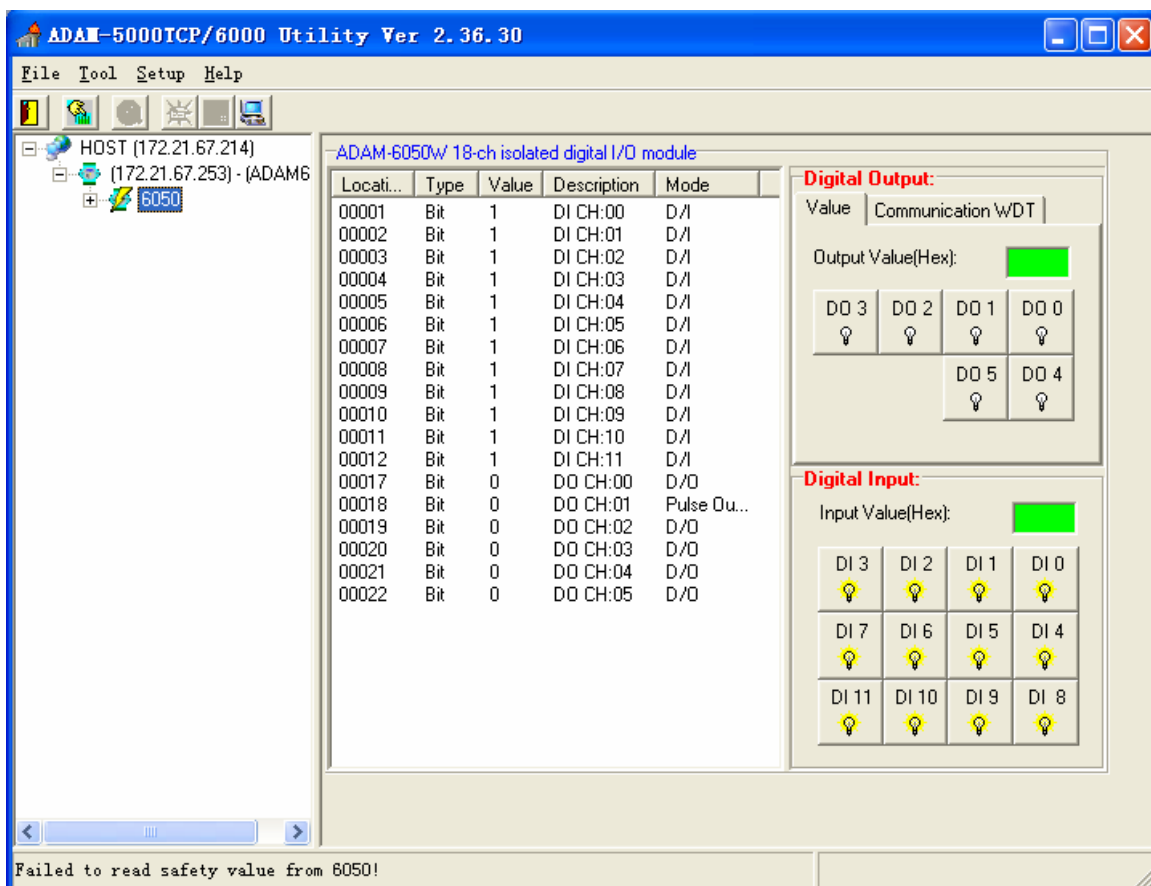 ADAM-5000TCP/6000 Utility Ver 2.36.30
File Tool Setup Help
HOST (172.21.67.214)
(172.21.67.253) - (ADAM6
6050
ADAM-6050W 18-ch isolated digital I/O module
Locati... Type Value Description Mode
00001 Bit 1 DI CH:00 D/I
00002 Bit 1 DI CH:01 D/I
00003 Bit 1 DI CH:02 D/I
00004 Bit 1 DI CH:03 D/I
00005 Bit 1 DI CH:04 D/I
00006 Bit 1 DI CH:05 D/I
00007 Bit 1 DI CH:06 D/I
00008 Bit 1 DI CH:07 D/I
00009 Bit 1 DI CH:08 D/I
00010 Bit 1 DI CH:09 D/I
00011 Bit 1 DI CH:10 D/I
00012 Bit 1 DI CH:11 D/I
00017 Bit 0 DO CH:00 D/O
00018 Bit 0 DO CH:01 Pulse Ou...
00019 Bit 0 DO CH:02 D/O
00020 Bit 0 DO CH:03 D/O
00021 Bit 0 DO CH:04 D/O
00022 Bit 0 DO CH:05 D/O
Digital Output:
Value Communication WDT
Output Value(Hex):
DO 3 DO 2 DO 1 DO 0
DO 5 DO 4
Digital Input:
Input Value(Hex):
DI 3 DI 2 DI 1 DI 0
DI 7 DI 6 DI 5 DI 4
DI 11 DI 10 DI 9 DI 8
Failed to read safety value from 6050!